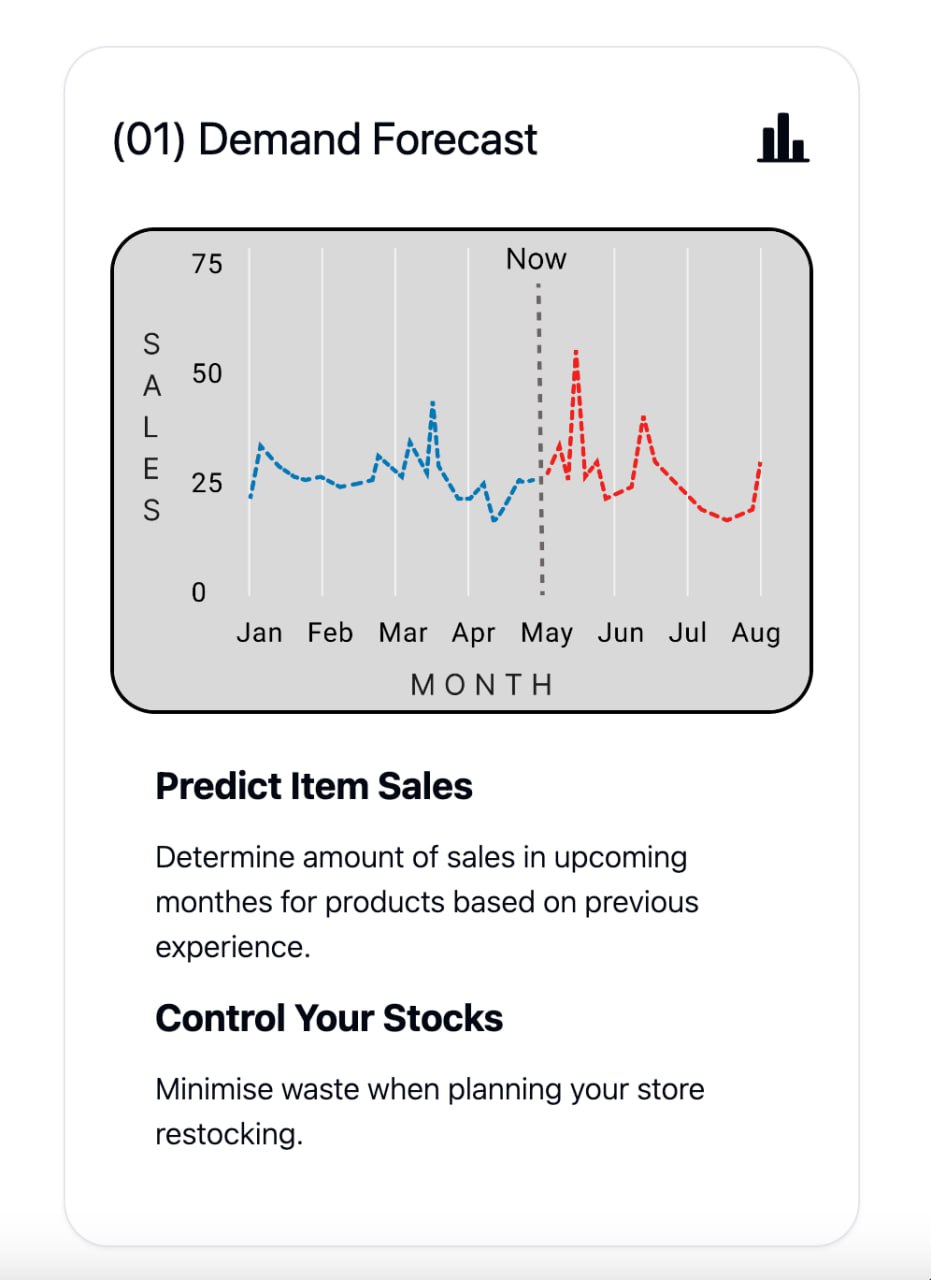 (01) Demand Forecast
75
Now
50
25
0
SALES
Jan Feb Mar Apr May Jun Jul Aug
MONTH
Predict Item Sales
Determine amount of sales in upcoming
monthes for products based on previous
experience.
Control Your Stocks
Minimise waste when planning your store
restocking.